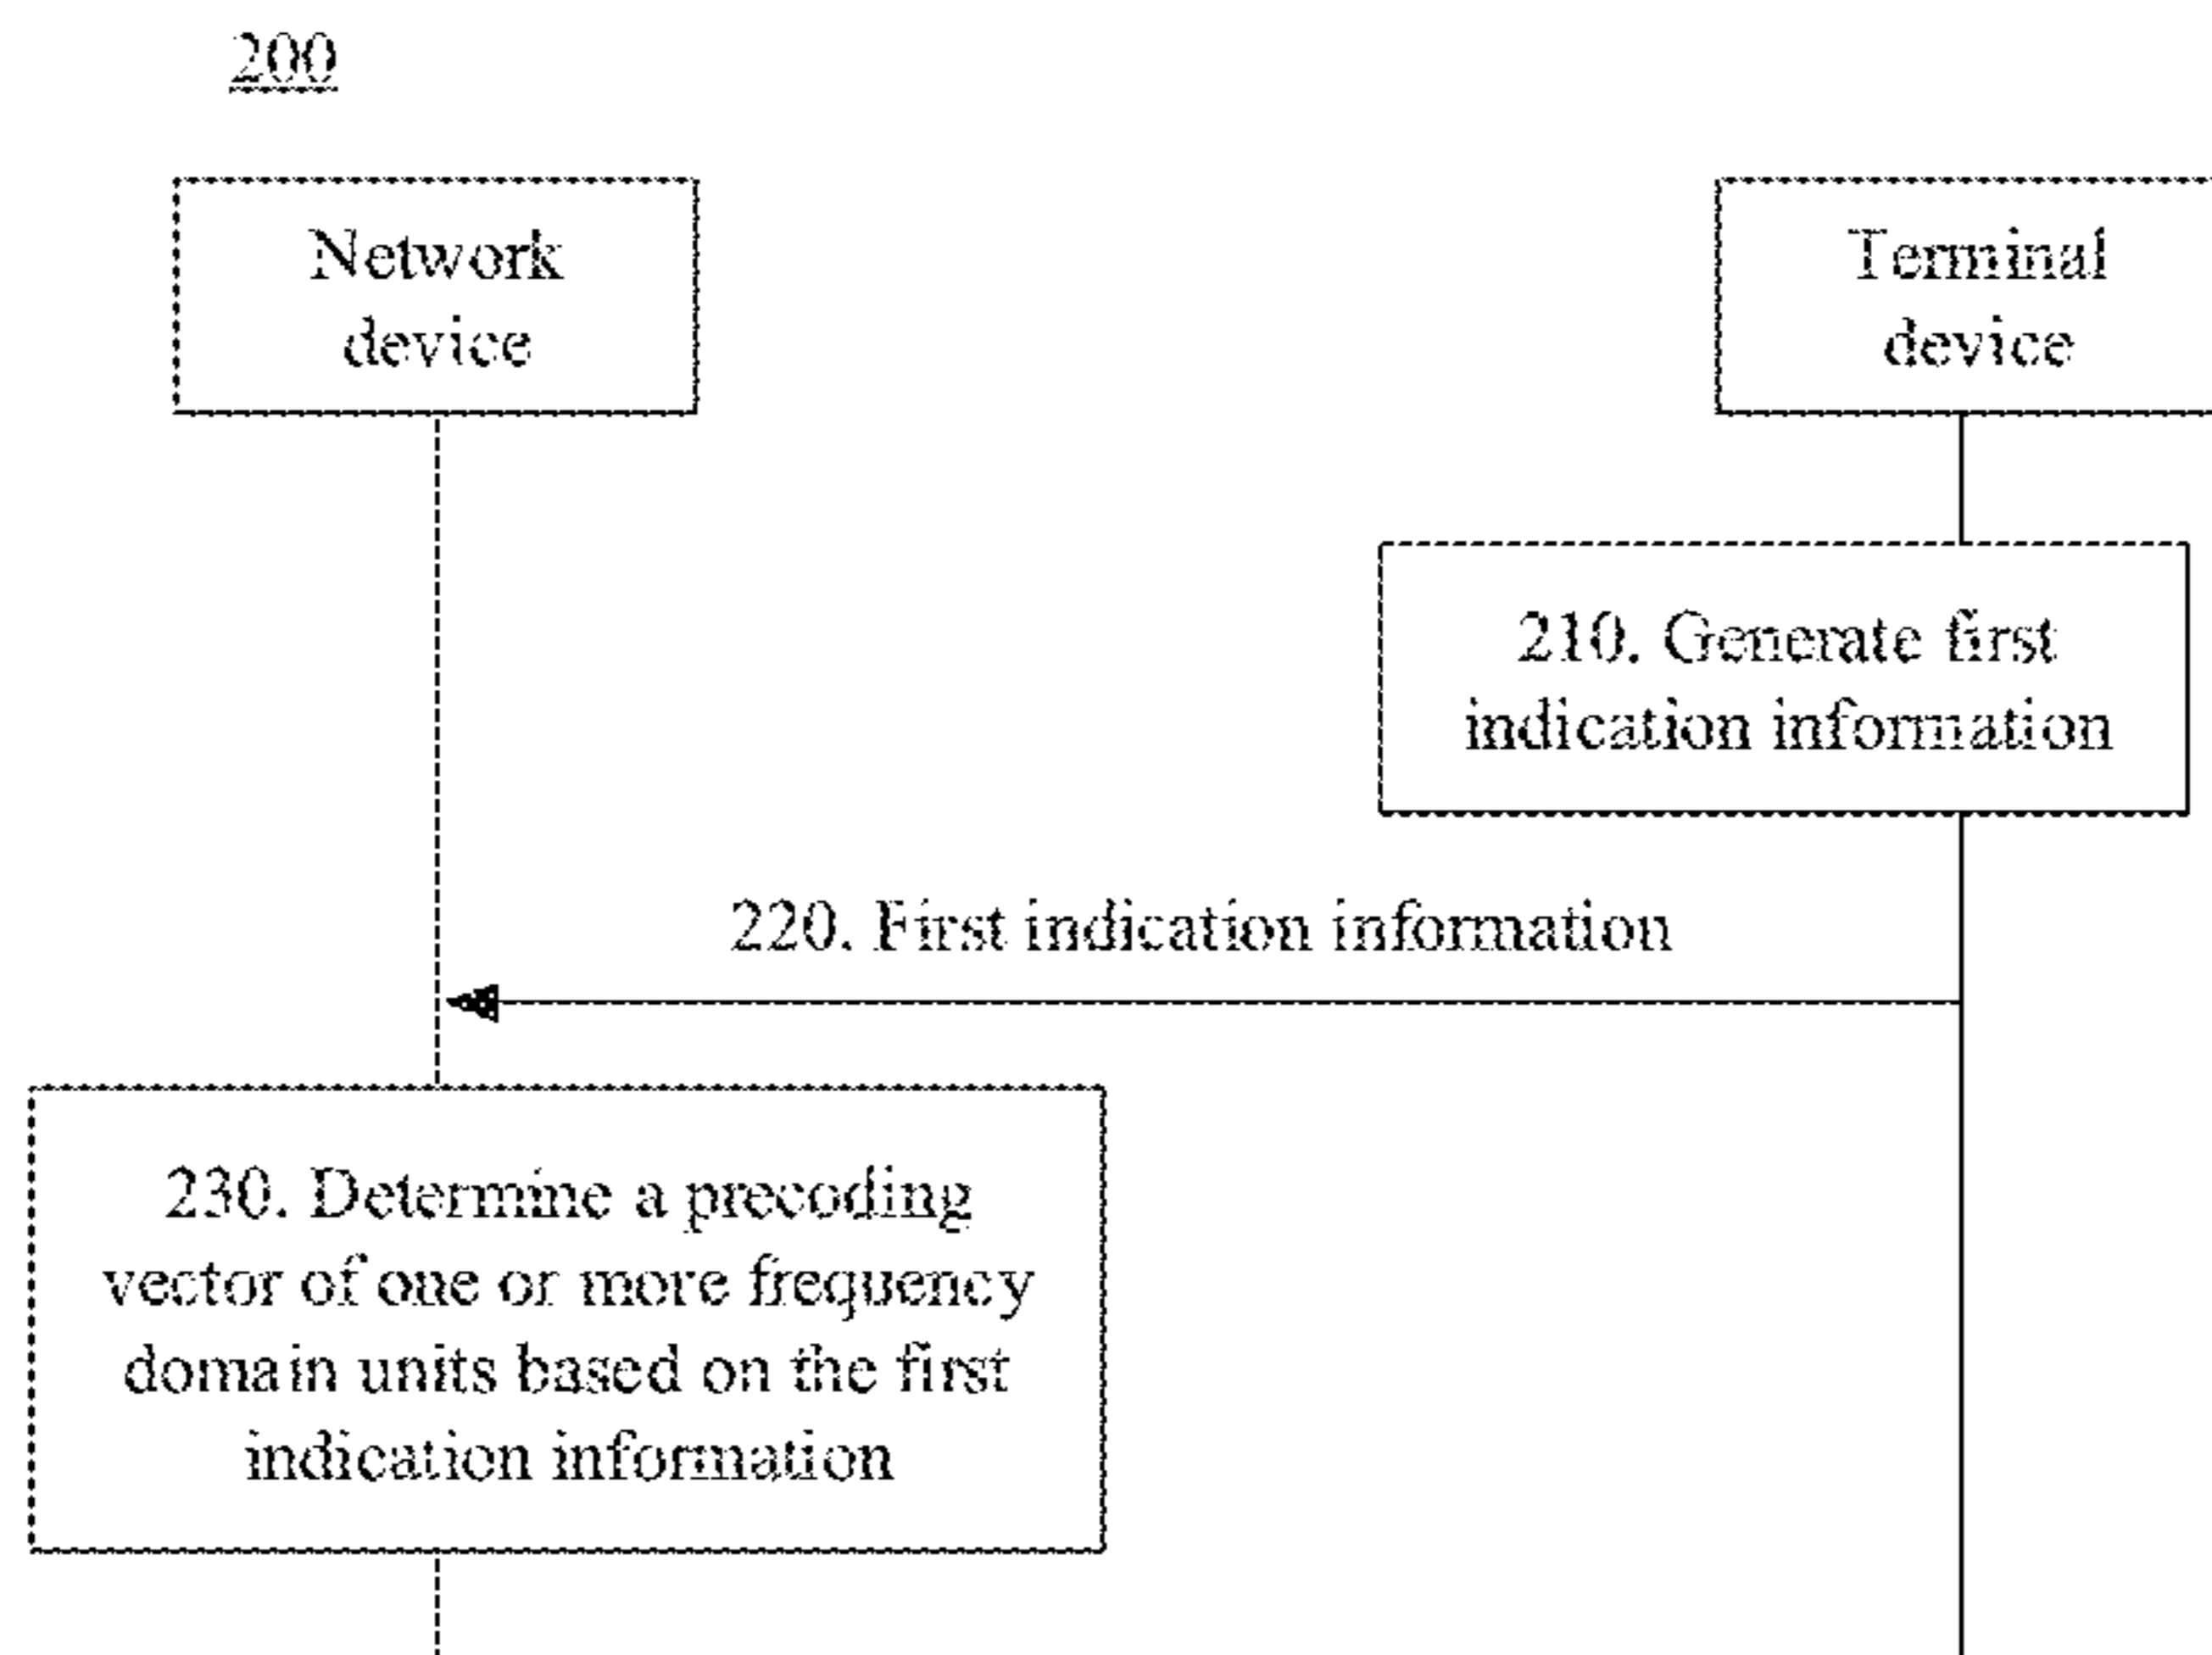 200
Network
device
Terminal
device
210. Generate first
indication information
220. First indication information
230. Determine a precoding
vector of one or more frequency
domain units based on the first
indication information